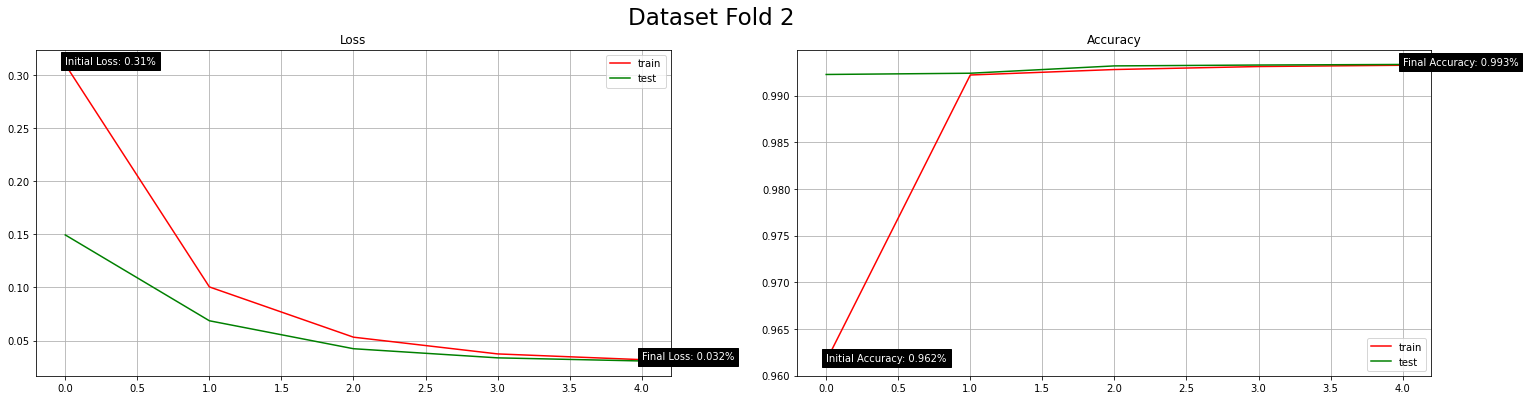 Dataset Fold 2
Loss
Initial Loss: 0.31%
train
test
0.30
0.25
0.20
0.15
0.10
0.05
Final Loss: 0.032%
0.0 0.5 1.0 1.5 2.0 2.5 3.0 3.5 4.0
Accuracy
Final Accuracy: 0.993%
0.990
0.985
0.980
0.975
0.970
0.965
0.960
Initial Accuracy: 0.962%
train
test
0.0 0.5 1.0 1.5 2.0 2.5 3.0 3.5 4.0